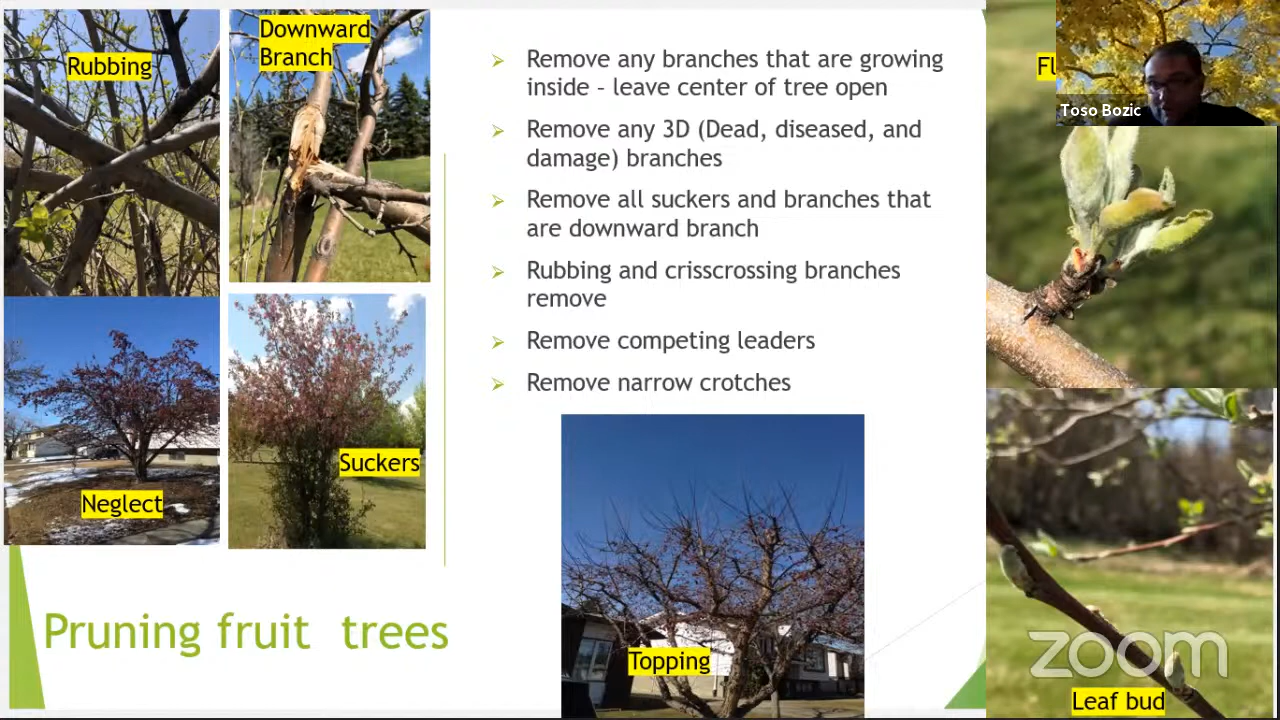 Rubbing
Downward
Branch
Neglect
Suckers
Remove any branches that are growing
inside – leave center of tree open
Remove any 3D (Dead, diseased, and
damage) branches
Remove all suckers and branches that
are downward branch
Rubbing and crisscrossing branches
remove
Remove competing leaders
Remove narrow crotches
Topping
Pruning fruit trees
Toso Bozic
zoom
Leaf bud